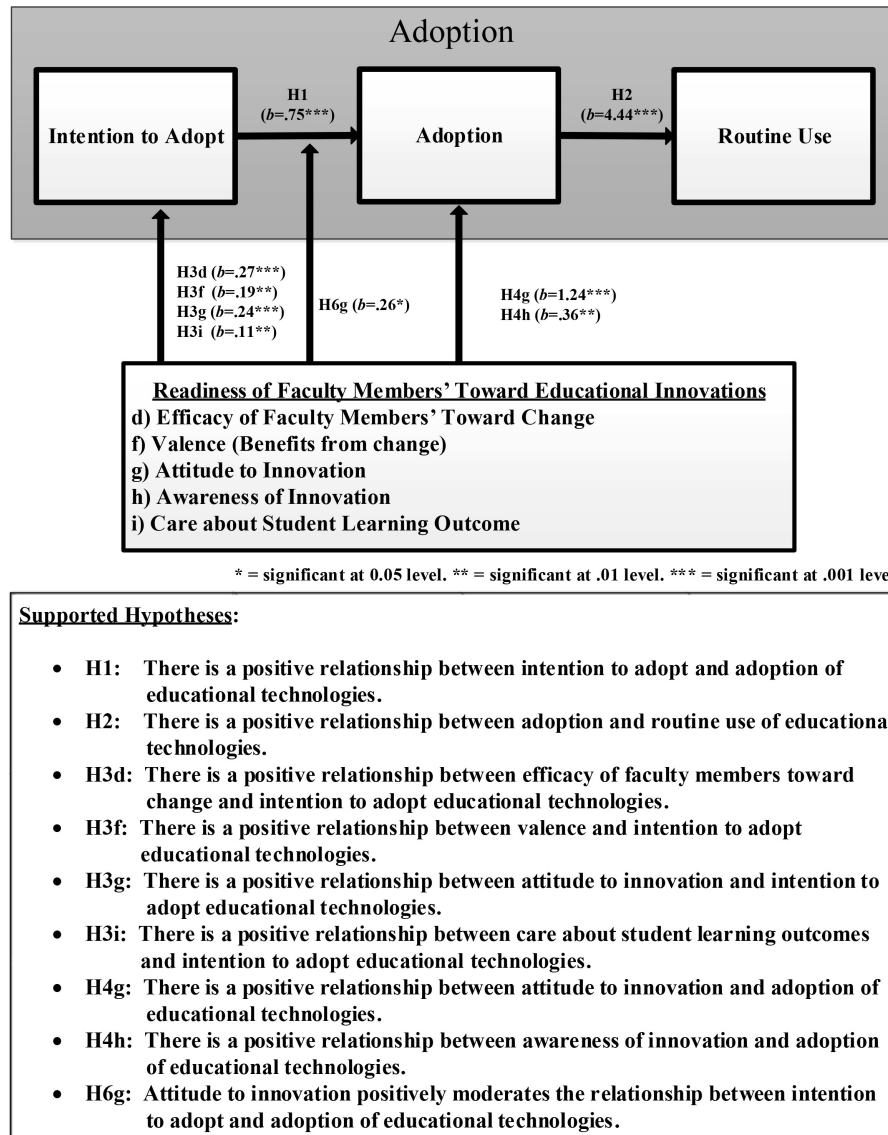 Adoption
H1
(b=.75***)
H2
(b=4.44***)
Intention to Adopt
Adoption
Routine Use
H3d (b=.27***)
H3f (b=.19**)
H3g (b=.24***)
H3i (b=.11**)
H6g (b=.26*)
H4g (b=1.24***)
H4h (b=.36**)
Readiness of Faculty Members’ Toward Educational Innovations
d) Efficacy of Faculty Members’ Toward Change
f) Valence (Benefits from change)
g) Attitude to Innovation
h) Awareness of Innovation
i) Care about Student Learning Outcome
* = significant at 0.05 level. ** = significant at .01 level. *** = significant at .001 leve
Supported Hypotheses:
• H1: There is a positive relationship between intention to adopt and adoption of
educational technologies.
• H2: There is a positive relationship between adoption and routine use of educationa
technologies.
• H3d: There is a positive relationship between efficacy of faculty members toward
change and intention to adopt educational technologies.
• H3f: There is a positive relationship between valence and intention to adopt
educational technologies.
• H3g: There is a positive relationship between attitude to innovation and intention to
adopt educational technologies.
• H3i: There is a positive relationship between care about student learning outcomes
and intention to adopt educational technologies.
• H4g: There is a positive relationship between attitude to innovation and adoption of
educational technologies.
• H4h: There is a positive relationship between awareness of innovation and adoption
of educational technologies.
• H6g: Attitude to innovation positively moderates the relationship between intention
to adopt and adoption of educational technologies.